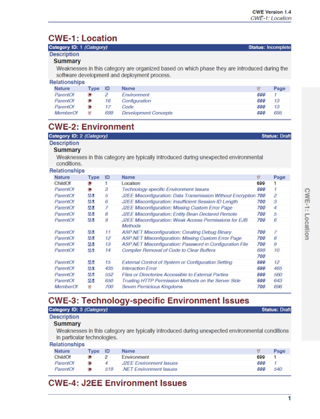 CWE Version 1.4
CWE-1: Location
CWE-1: Location
Category ID: 1 (Category) Status: Incomplete
Description
Summary
Weaknesses in this category are organized based on which phase they are introduced during the
software development and deployment process.
Relationships
Nature Type ID Name Page
ParentOf 2 Environment 699 1
ParentOf 16 Configuration 699 13
ParentOf 17 Code 699 13
MemberOf 699 Development Concepts 699 695
CWE-2: Environment
Category ID: 2 (Category) Status: Draft
Description
Summary
Weaknesses in this category are typically introduced during unexpected environmental
conditions.
Relationships
Nature Type ID Name Page
ChildOf 1 Location 699 1
ParentOf 3 Technology-specific Environment Issues 699 1
ParentOf 5 J2EE Misconfiguration: Data Transmission Without Encryption 700 2
ParentOf 6 J2EE Misconfiguration: Insufficient Session-ID Length 700 3
ParentOf 7 J2EE Misconfiguration: Missing Custom Error Page 700 4
ParentOf 8 J2EE Misconfiguration: Entity Bean Declared Remote 700 5
ParentOf 9 J2EE Misconfiguration: Weak Access Permissions for EJB 700 6
Methods
ParentOf 11 ASP.NET Misconfiguration: Creating Debug Binary 700 7
ParentOf 12 ASP.NET Misconfiguration: Missing Custom Error Page 700 8
ParentOf 13 ASP.NET Misconfiguration: Password in Configuration File 700 9
ParentOf 14 Compiler Removal of Code to Clear Buffers 699 10
700
ParentOf 15 External Control of System or Configuration Setting 699 12
ParentOf 435 Interaction Error 699
ParentOf 552 Files or Directories Accessible to External Parties 699
ParentOf 650 Trusting HTTP Permission Methods on the Server Side 699
MemberOf 700 Seven Pernicious Kingdoms 700
CWE-3: Technology-specific Environment Issues
Category ID: 3 (Category) Status: Draft
Description
Summary
Weaknesses in this category are typically introduced during unexpected environmental conditions
in particular technologies.
Relationships
Nature Type ID Name Page
ChildOf 2 Environment 699 1
ParentOf 4 J2EE Environment Issues 699 1
ParentOf 519 .NET Environment Issues 699 540
CWE-4: J2EE Environment Issues
CWE-1: Location
1